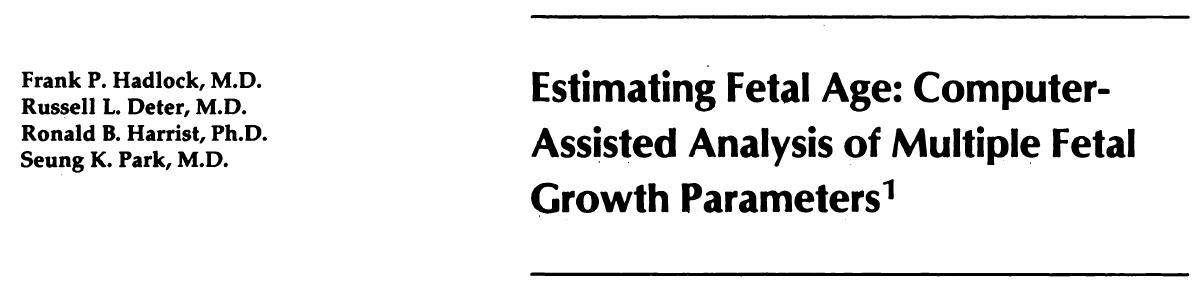 Frank P. Hadlock, M.D.
Russell L. Deter, M.D.
Ronald B. Harrist, Ph.D.
Seung K. Park, M.D.
Estimating Fetal Age: Computer-
Assisted Analysis of Multiple Fetal
Growth Parameters¹